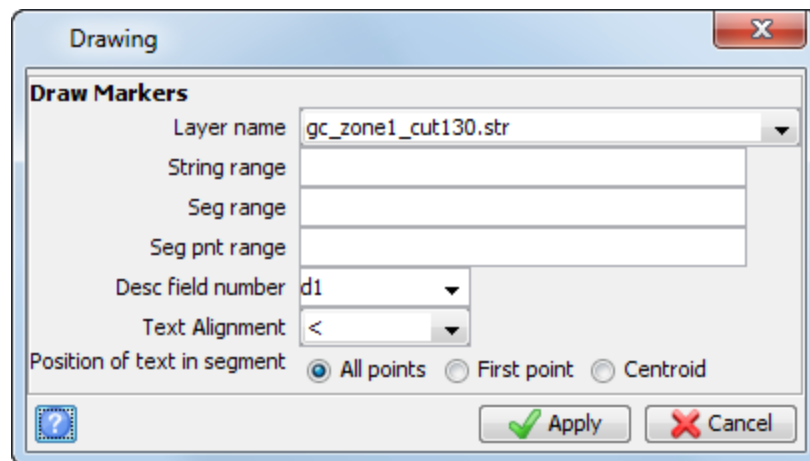 Drawing
Draw Markers
Layer name gc_zone1_cut130.str
String range
Seg range
Seg pnt range
Desc field number d1
Text Alignment <
Position of text in segment All points First point Centroid
? Apply Cancel